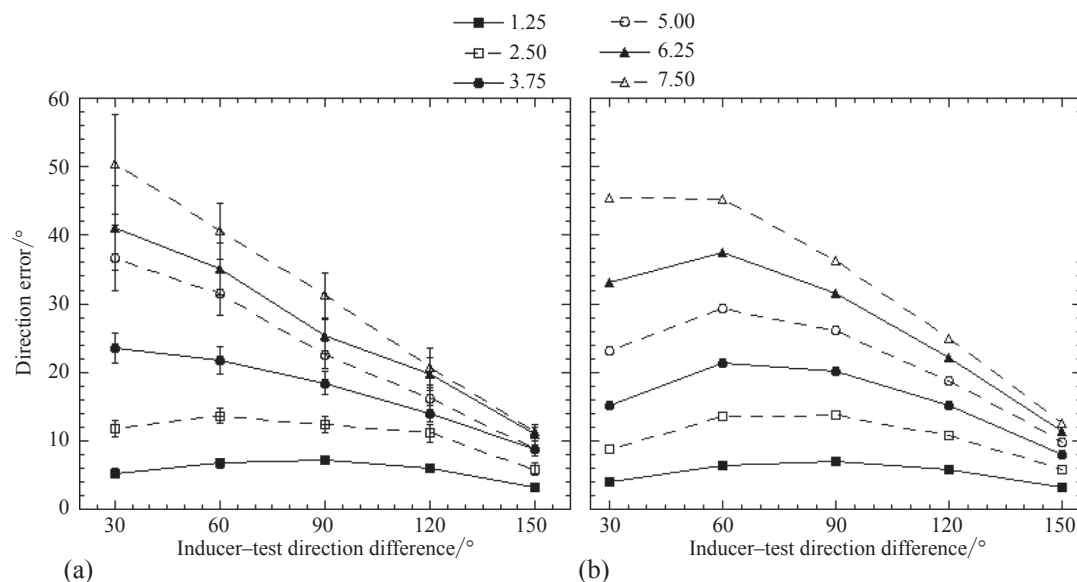 1.25 5.00
2.50 6.25
3.75 7.50
60
50
40
30
20
10
0
Direction error/°
30 60 90 120 150 30 60 90 120 150
Inducer–test direction difference/° Inducer–test direction difference/°
(a) (b)